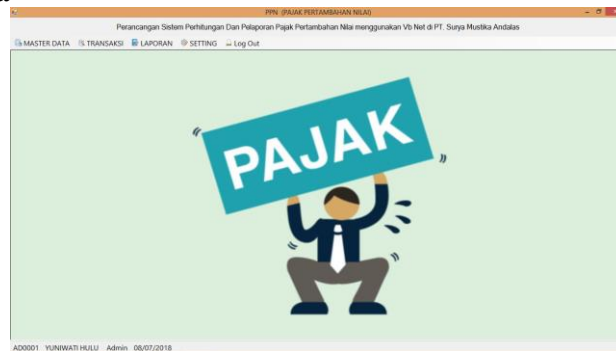 PPN (PAJAK PERTAMBAHAN NILAI)
Perancangan Sistem Perhitungan Dan Pelaporan Pajak Pertambahan Nilai menggunakan Vb Net di PT. Surya Mustika Andalas
MASTER DATA TRANSAKSI LAPORAN SETTING Log Out
PAJAK
AD0001 YUNIWATI HULU Admin 08/07/2018